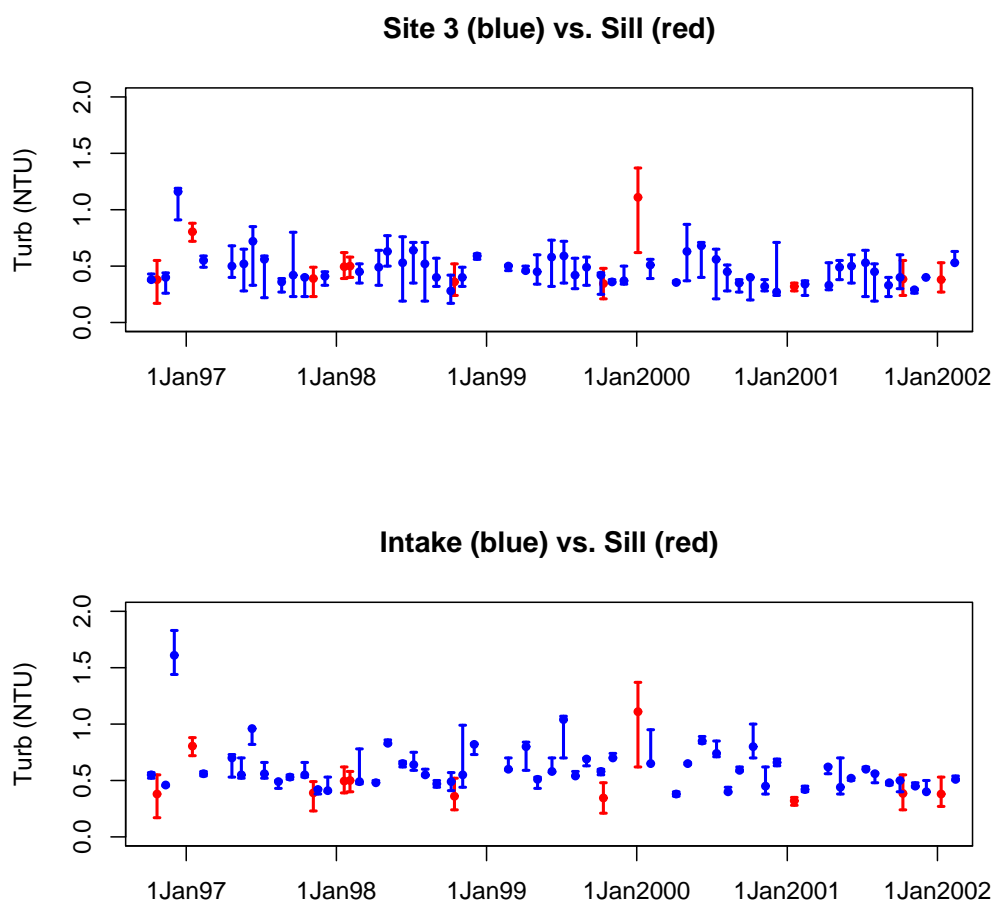 Site 3 (blue) vs. Sill (red)
Turb (NTU)
2.0
1.5
1.0
0.5
0.0
1Jan97 1Jan98 1Jan99 1Jan2000 1Jan2001 1Jan2002
Intake (blue) vs. Sill (red)
Turb (NTU)
2.0
1.5
1.0
0.5
0.0
1Jan97 1Jan98 1Jan99 1Jan2000 1Jan2001 1Jan2002